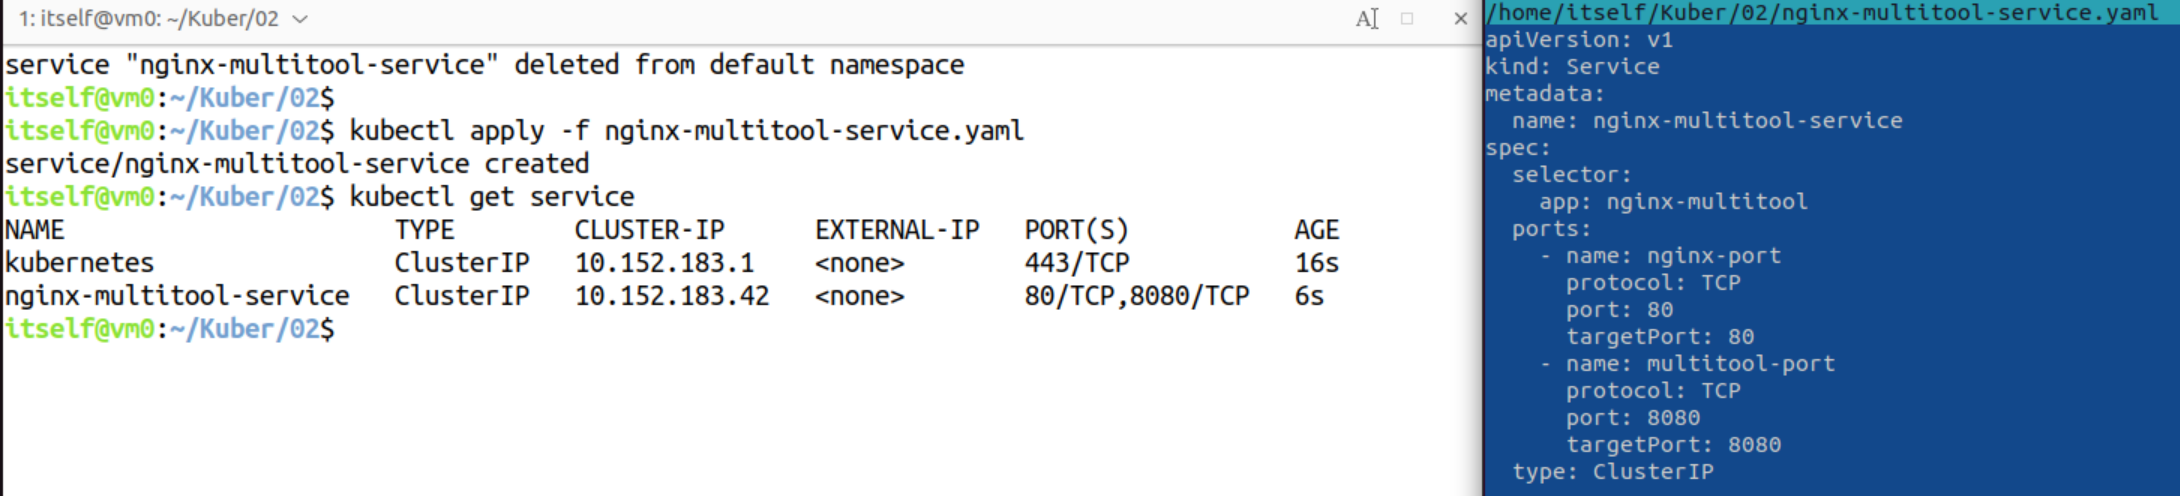 1: itself@vm0: ~/Kuber/02
service "nginx-multitool-service" deleted from default namespace
itself@vm0:~/Kuber/02$
itself@vm0:~/Kuber/02$ kubectl apply -f nginx-multitool-service.yaml
service/nginx-multitool-service created
itself@vm0:~/Kuber/02$ kubectl get service
NAME                      TYPE        CLUSTER-IP      EXTERNAL-IP   PORT(S)           AGE
kubernetes                ClusterIP   10.152.183.1    <none>        443/TCP           16s
nginx-multitool-service   ClusterIP   10.152.183.42   <none>        80/TCP,8080/TCP   6s
itself@vm0:~/Kuber/02$
/home/itself/Kuber/02/nginx-multitool-service.yaml
apiVersion: v1
kind: Service
metadata:
  name: nginx-multitool-service
spec:
  selector:
    app: nginx-multitool
  ports:
    - name: nginx-port
      protocol: TCP
      port: 80
      targetPort: 80
    - name: multitool-port
      protocol: TCP
      port: 8080
      targetPort: 8080
  type: ClusterIP